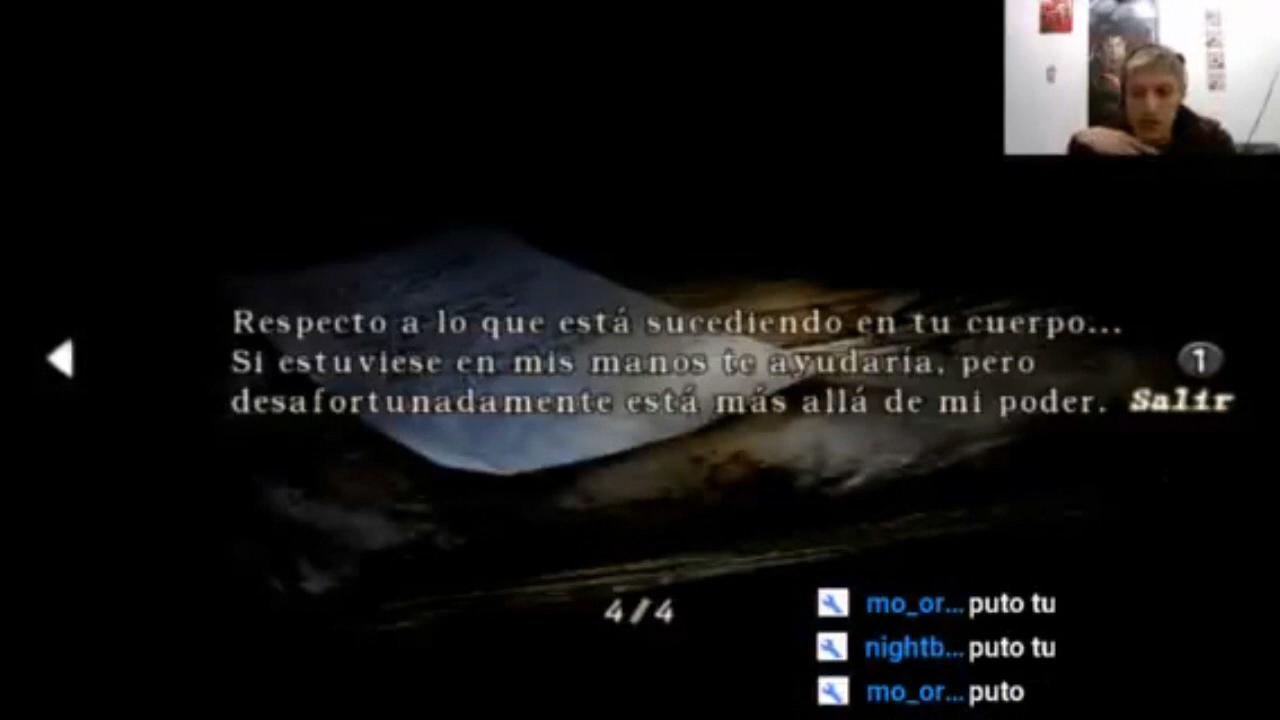 Respecto a lo que está sucediendo en tu cuerpo...
Si estuviese en mis manos te ayudaría, pero
desafortunadamente está más allá de mi poder.
1
Salir
4/4
mo_or... puto tu
nightb... puto tu
mo_or... puto